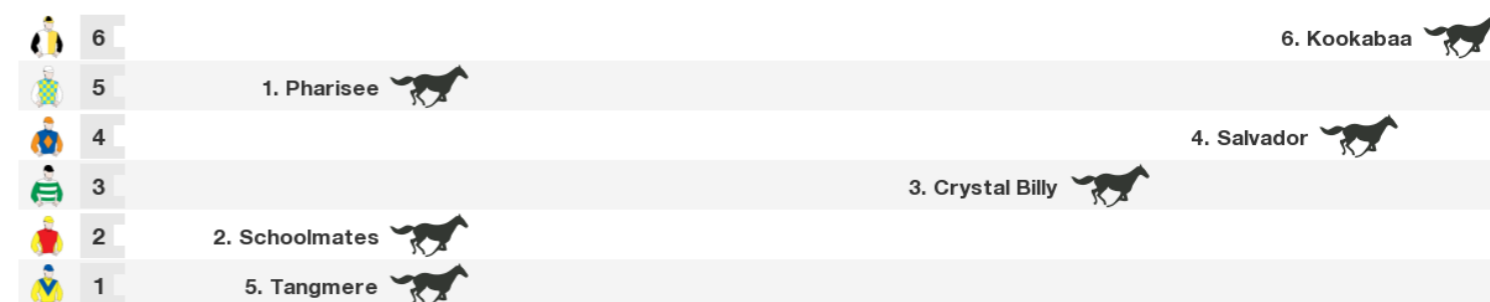 6 6. Kookabaa
5 1. Pharisee
4 4. Salvador
3 3. Crystal Billy
2 2. Schoolmates
1 5. Tangmere